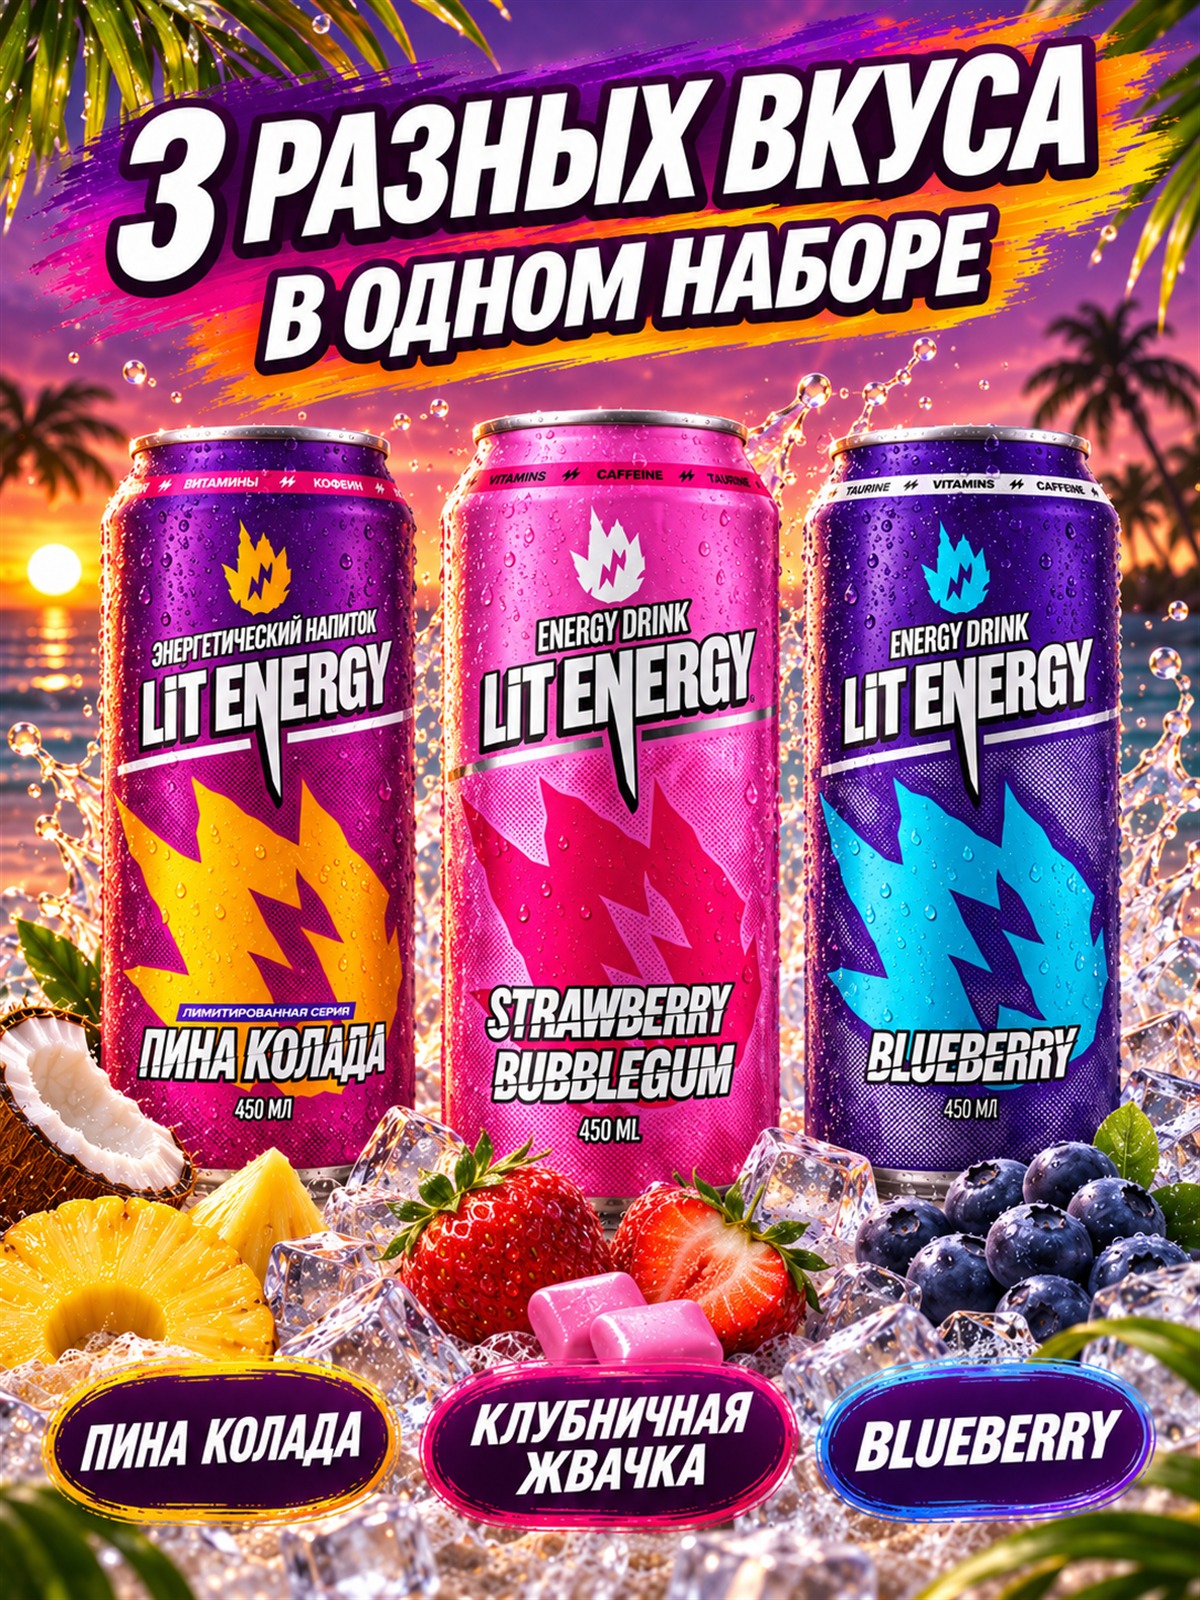 3 РАЗНЫХ ВКУСА
В ОДНОМ НАБОРЕ
ВИТАМИНЫ КОФЕИН
ЭНЕРГЕТИЧЕСКИЙ НАПИТОК
LIT ENERGY
ЛИМИТИРОВАННАЯ СЕРИЯ
ПИНА КОЛАДА
450 МЛ
VITAMINS CAFFEINE TAURINE
ENERGY DRINK
LIT ENERGY
STRAWBERRY
BUBBLEGUM
450 ML
TAURINE VITAMINS CAFFEINE
ENERGY DRINK
LIT ENERGY
BLUEBERRY
450 МЛ
ПИНА КОЛАДА
КЛУБНИЧНАЯ
ЖВАЧКА
BLUEBERRY